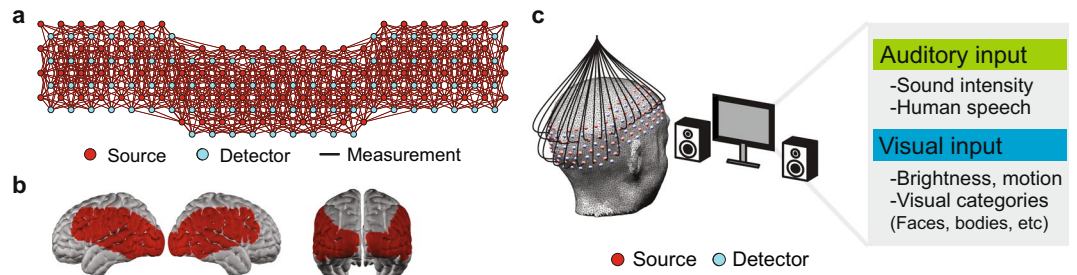 a
Source Detector Measurement
b
c
Source Detector
Auditory input
-Sound intensity
-Human speech
Visual input
-Brightness, motion
-Visual categories
(Faces, bodies, etc)